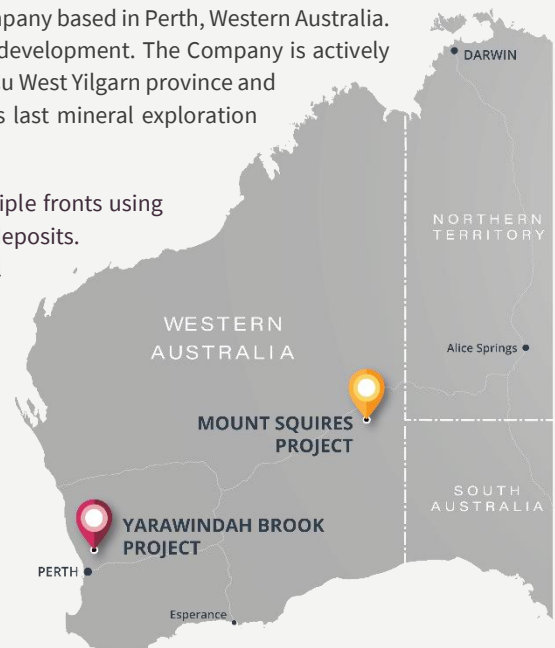 mpany based in Perth, Western Australia.
development. The Company is actively
u West Yilgarn province and
s last mineral exploration
iple fronts using
eposits.
DARWIN
NORTHERN
TERRITORY
WESTERN
AUSTRALIA
Alice Springs
MOUNT SQUIRES
PROJECT
SOUTH
AUSTRALIA
YARAWINDAH BROOK
PROJECT
PERTH
Esperance